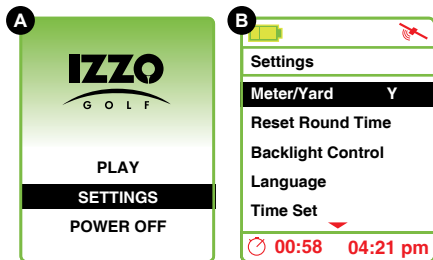 A
IZZO
GOLF
PLAY
SETTINGS
POWER OFF
B
Settings
Meter/Yard Y
Reset Round Time
Backlight Control
Language
Time Set
00:58 04:21 pm